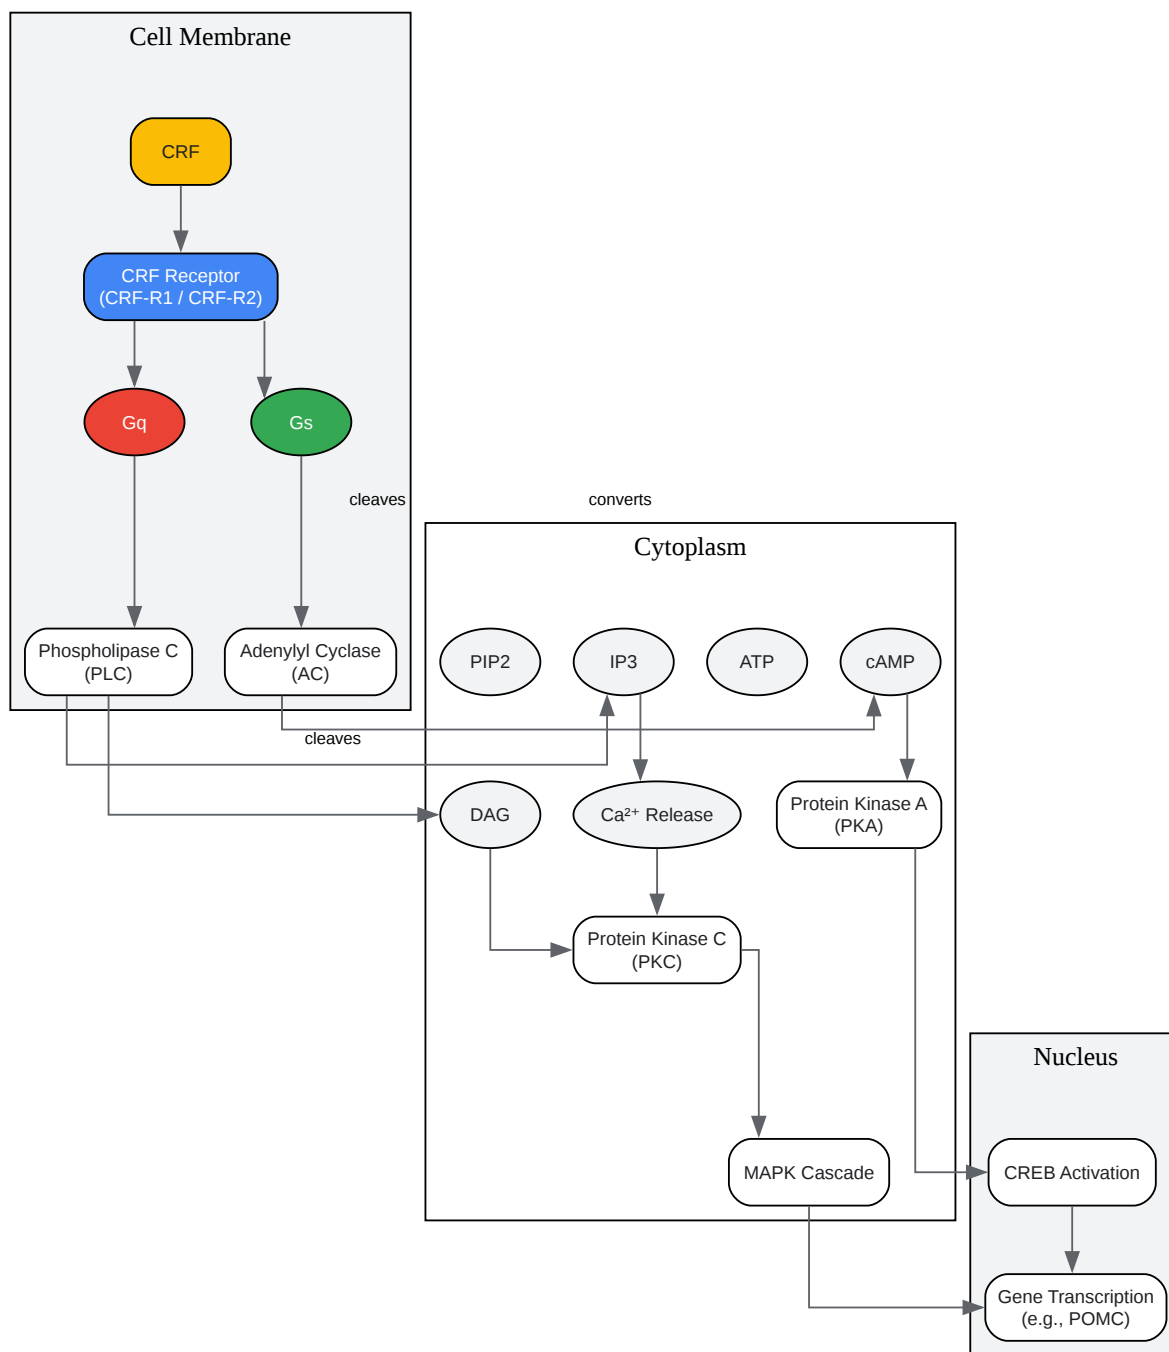 Cell Membrane
CRF
CRF Receptor
(CRF-R1 / CRF-R2)
Gq
Gs
cleaves
converts
Cytoplasm
Phospholipase C
(PLC)
Adenylyl Cyclase
(AC)
PIP2
IP3
ATP
cAMP
cleaves
DAG
Ca²⁺ Release
Protein Kinase A
(PKA)
Protein Kinase C
(PKC)
Nucleus
MAPK Cascade
CREB Activation
Gene Transcription
(e.g., POMC)